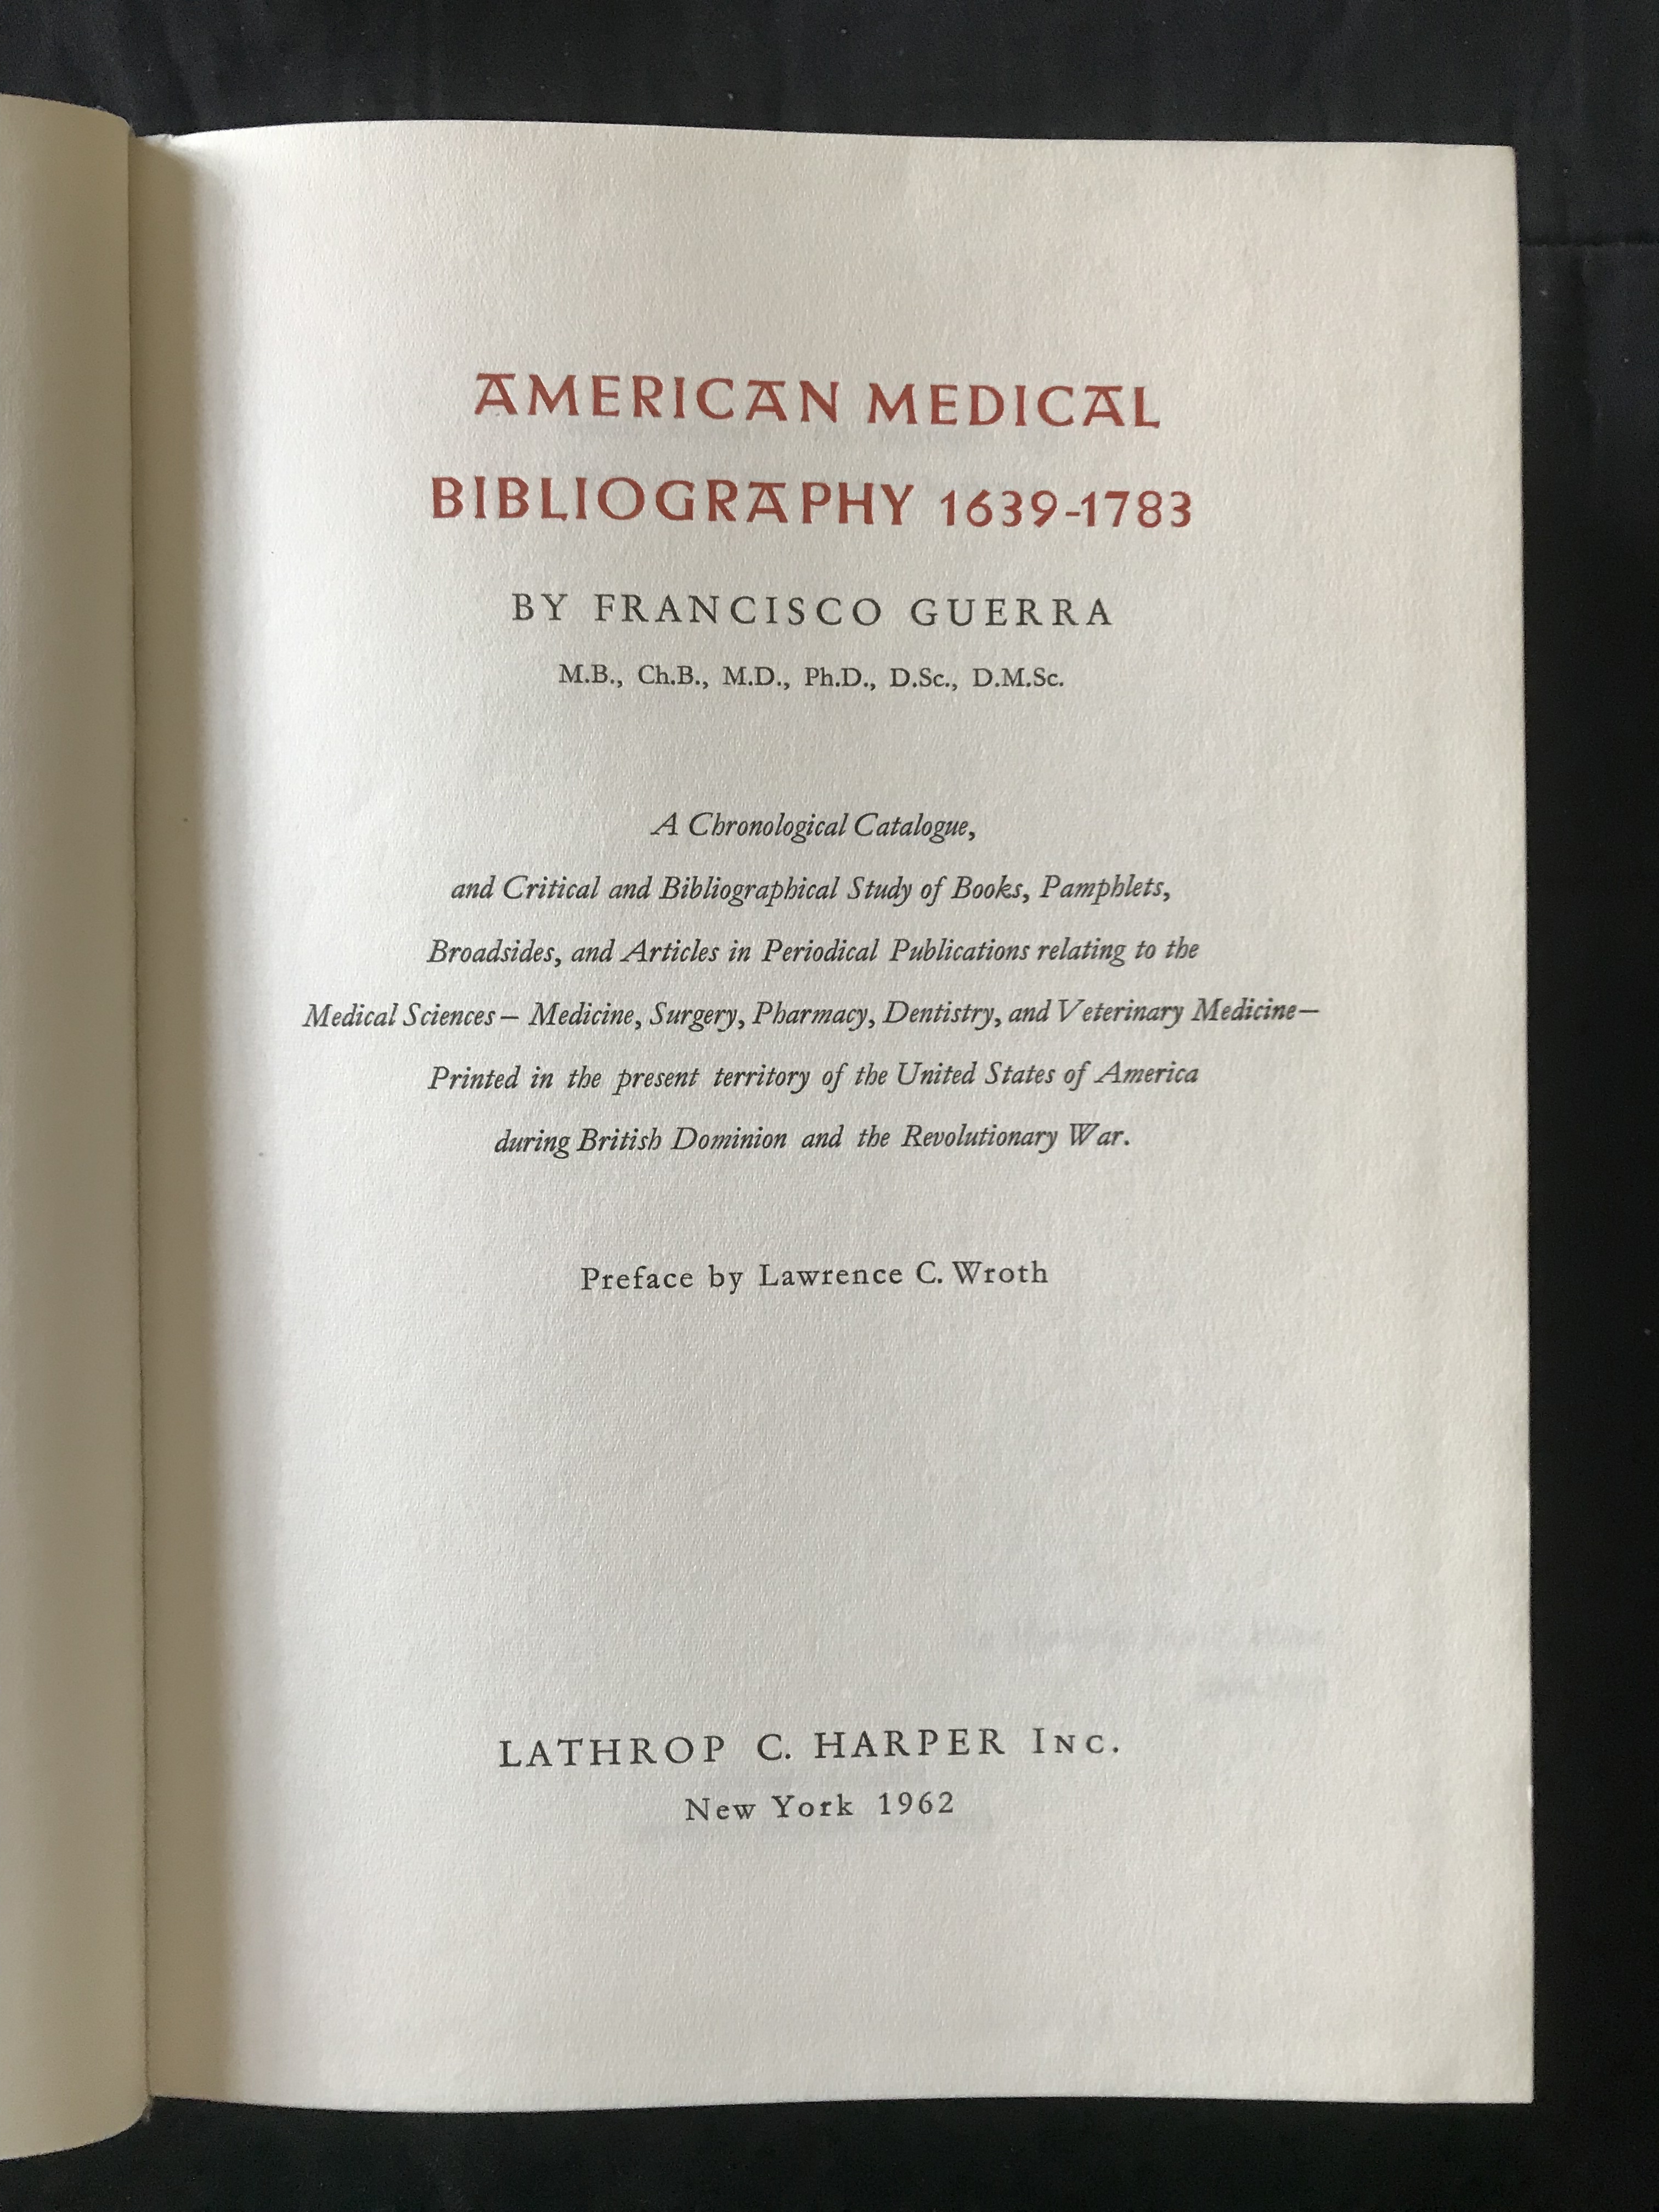 AMERICAN MEDICAL
BIBLIOGRAPHY 1639-1783
BY FRANCISCO GUERRA
M.B., Ch.B., M.D., Ph.D., D.Sc., D.M.Sc.
A Chronological Catalogue,
and Critical and Bibliographical Study of Books, Pamphlets,
Broadsides, and Articles in Periodical Publications relating to the
Medical Sciences — Medicine, Surgery, Pharmacy, Dentistry, and Veterinary Medicine —
Printed in the present territory of the United States of America
during British Dominion and the Revolutionary War.
Preface by Lawrence C. Wroth
LATHROP C. HARPER INC.
New York 1962